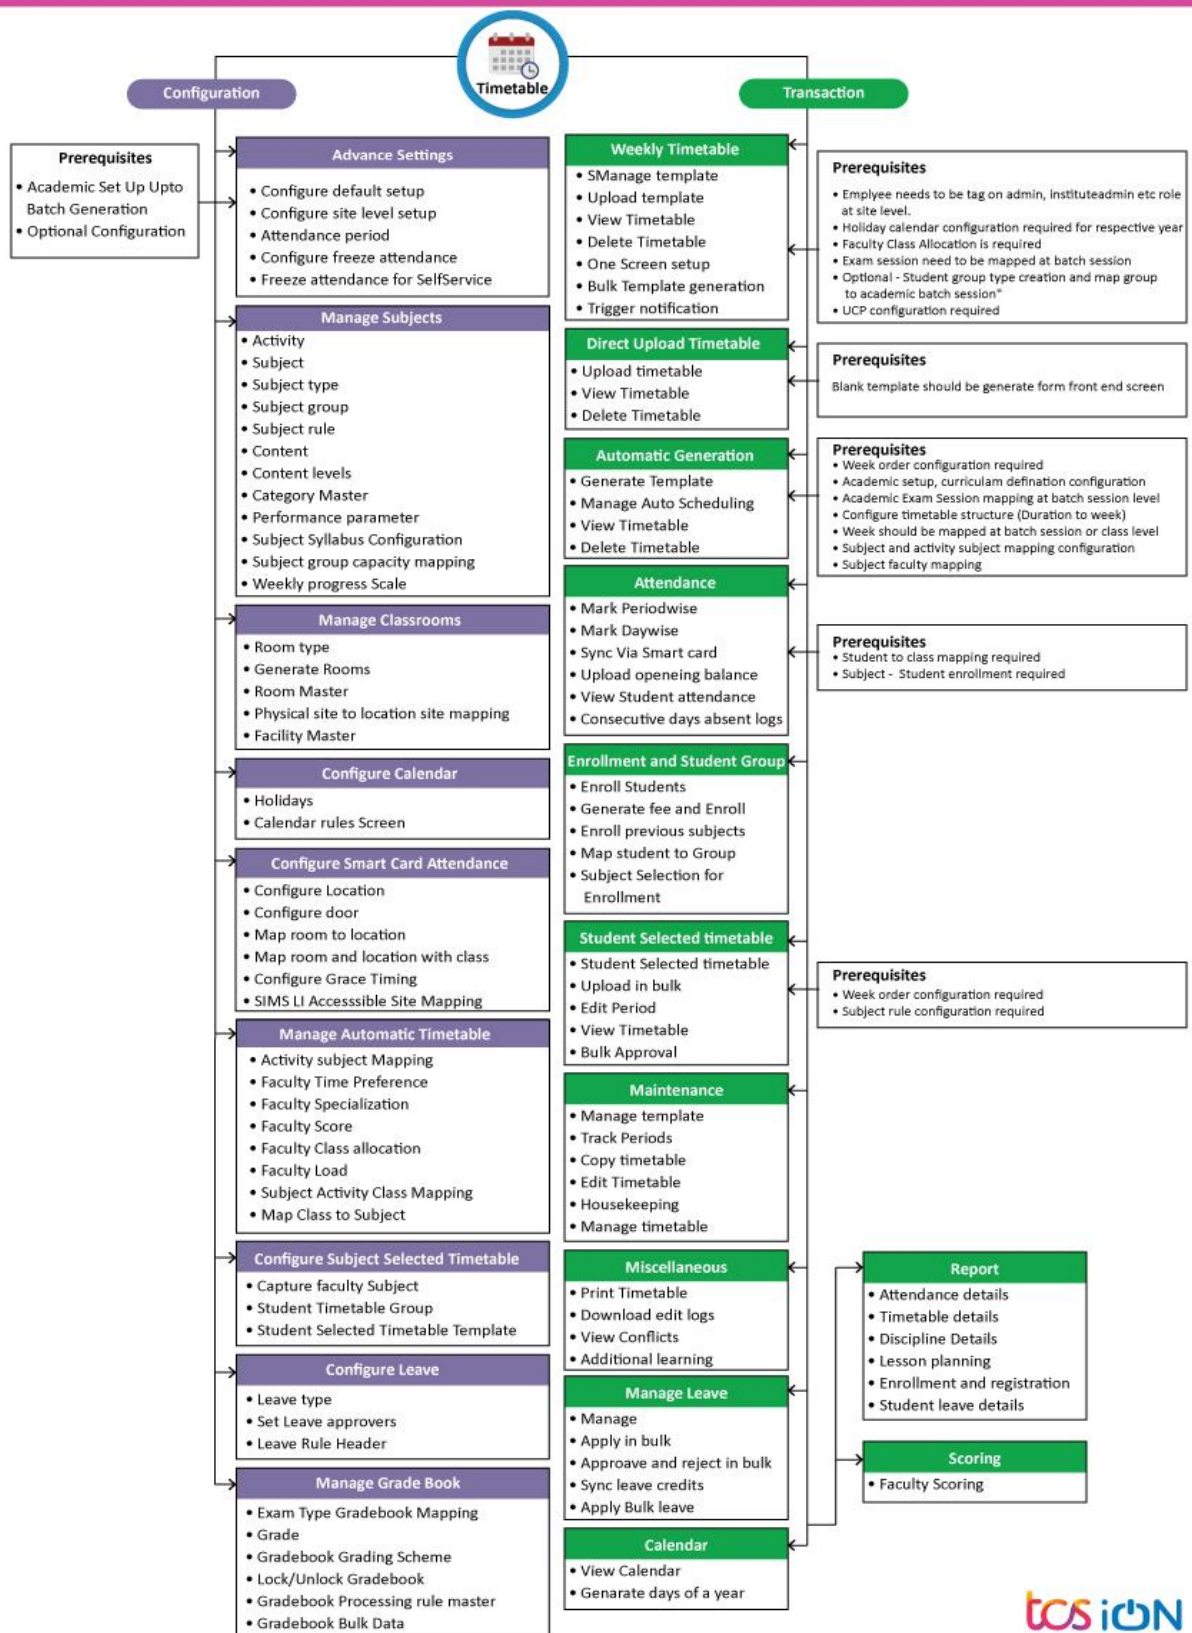 Timetable
Configuration
Transaction
Prerequisites
• Academic Set Up Upto
Batch Generation
• Optional Configuration
Advance Settings
• Configure default setup
• Configure site level setup
• Attendance period
• Configure freeze attendance
• Freeze attendance for SelfService
Manage Subjects
• Activity
• Subject
• Subject type
• Subject group
• Subject rule
• Content
• Content levels
• Category Master
• Performance parameter
• Subject Syllabus Configuration
• Subject group capacity mapping
• Weekly progress Scale
Manage Classrooms
• Room type
• Generate Rooms
• Room Master
• Physical site to location site mapping
• Facility Master
Configure Calendar
• Holidays
• Calendar rules Screen
Configure Smart Card Attendance
• Configure Location
• Configure door
• Map room to location
• Map room and location with class
• Configure Grace Timing
• SIMS LI Accesssible Site Mapping
Manage Automatic Timetable
• Activity subject Mapping
• Faculty Time Preference
• Faculty Specialization
• Faculty Score
• Faculty Class allocation
• Faculty Load
• Subject Activity Class Mapping
• Map Class to Subject
Configure Subject Selected Timetable
• Capture faculty Subject
• Student Timetable Group
• Student Selected Timetable Template
Configure Leave
• Leave type
• Set Leave approvers
• Leave Rule Header
Manage Grade Book
• Exam Type Gradebook Mapping
• Grade
• Gradebook Grading Scheme
• Lock/Unlock Gradebook
• Gradebook Processing rule master
• Gradebook Bulk Data
Weekly Timetable
• SManage template
• Upload template
• View Timetable
• Delete Timetable
• One Screen setup
• Bulk Template generation
• Trigger notification
Prerequisites
• Emplyee needs to be tag on admin, instituteadmin etc role
at site level.
• Holiday calendar configuration required for respective year
• Faculty Class Allocation is required
• Exam session need to be mapped at batch session
• Optional - Student group type creation and map group
to academic batch session"
• UCP configuration required
Direct Upload Timetable
• Upload timetable
• View Timetable
• Delete Timetable
Prerequisites
Blank template should be generate form front end screen
Automatic Generation
• Generate Template
• Manage Auto Scheduling
• View Timetable
• Delete Timetable
Prerequisites
• Week order configuration required
• Academic setup, curriculam defination configuration
• Academic Exam Session mapping at batch session level
• Configure timetable structure (Duration to week)
• Week should be mapped at batch session or class level
• Subject and activity subject mapping configuration
• Subject faculty mapping
Attendance
• Mark Periodwise
• Mark Daywise
• Sync Via Smart card
• Upload openeing balance
• View Student attendance
• Consecutive days absent logs
Prerequisites
• Student to class mapping required
• Subject - Student enrollment required
Enrollment and Student Group
• Enroll Students
• Generate fee and Enroll
• Enroll previous subjects
• Map student to Group
• Subject Selection for
Enrollment
Student Selected timetable
• Student Selected timetable
• Upload in bulk
• Edit Period
• View Timetable
• Bulk Approval
Prerequisites
• Week order configuration required
• Subject rule configuration required
Maintenance
• Manage template
• Track Periods
• Copy timetable
• Edit Timetable
• Housekeeping
• Manage timetable
Miscellaneous
• Print Timetable
• Download edit logs
• View Conflicts
• Additional learning
Manage Leave
• Manage
• Apply in bulk
• Approave and reject in bulk
• Sync leave credits
• Apply Bulk leave
Calendar
• View Calendar
• Genarate days of a year
Report
• Attendance details
• Timetable details
• Discipline Details
• Lesson planning
• Enrollment and registration
• Student leave details
Scoring
• Faculty Scoring
tcs iON